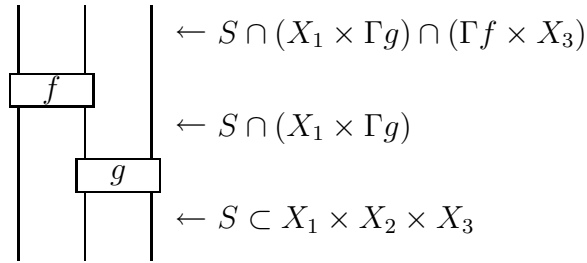 ← S ∩ (X₁ × Γg) ∩ (Γf × X₃)
f
← S ∩ (X₁ × Γg)
g
← S ⊂ X₁ × X₂ × X₃